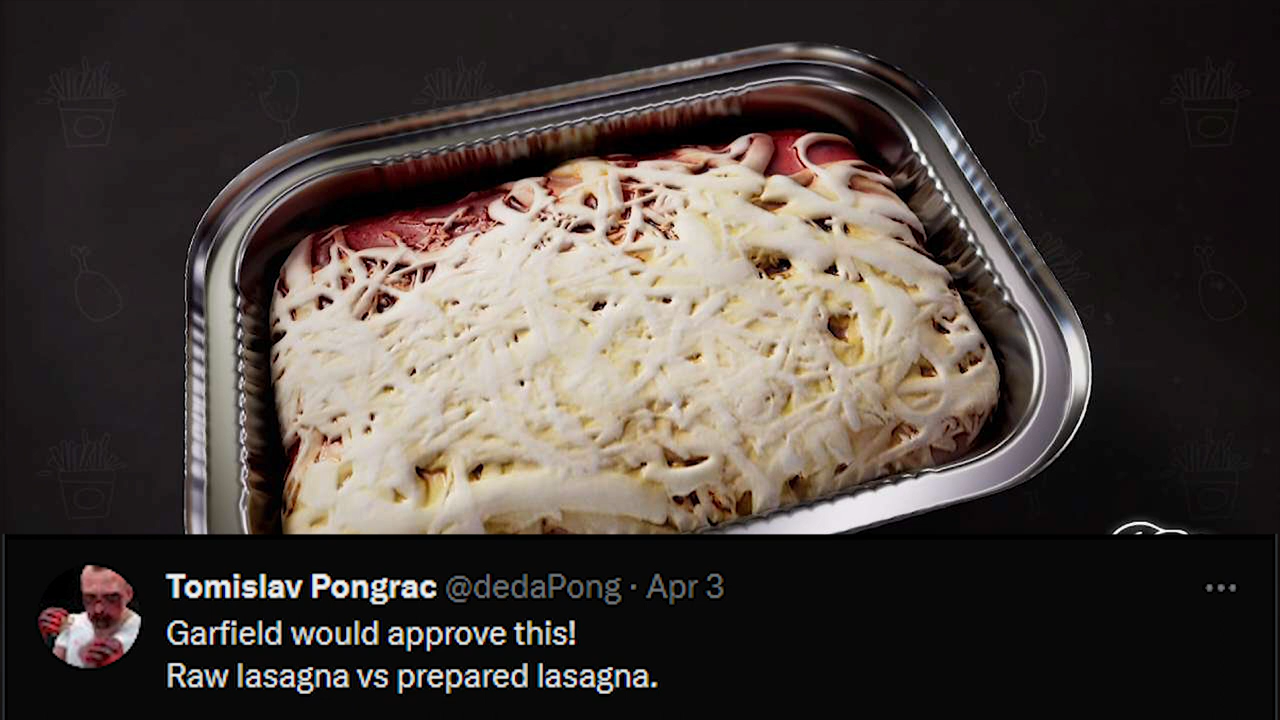 Tomislav Pongrac @dedaPong · Apr 3
Garfield would approve this!
Raw lasagna vs prepared lasagna.